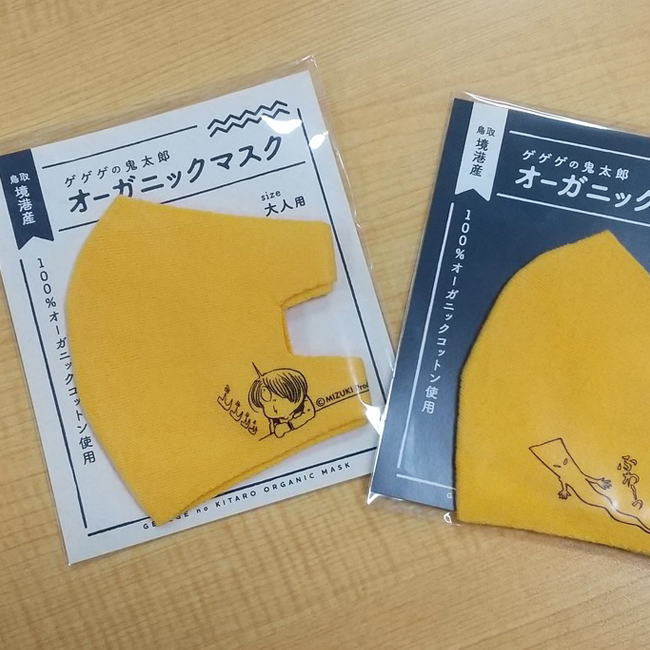 鳥取
境港産
ゲゲゲの鬼太郎
オーガニックマスク
size
大人用
100%オーガニックコットン使用
©MIZUKI Pro
GEGEGE no KITARO ORGANIC MASK
鳥取
境港産
ゲゲゲの鬼太郎
オーガニック
100%オーガニックコットン使用